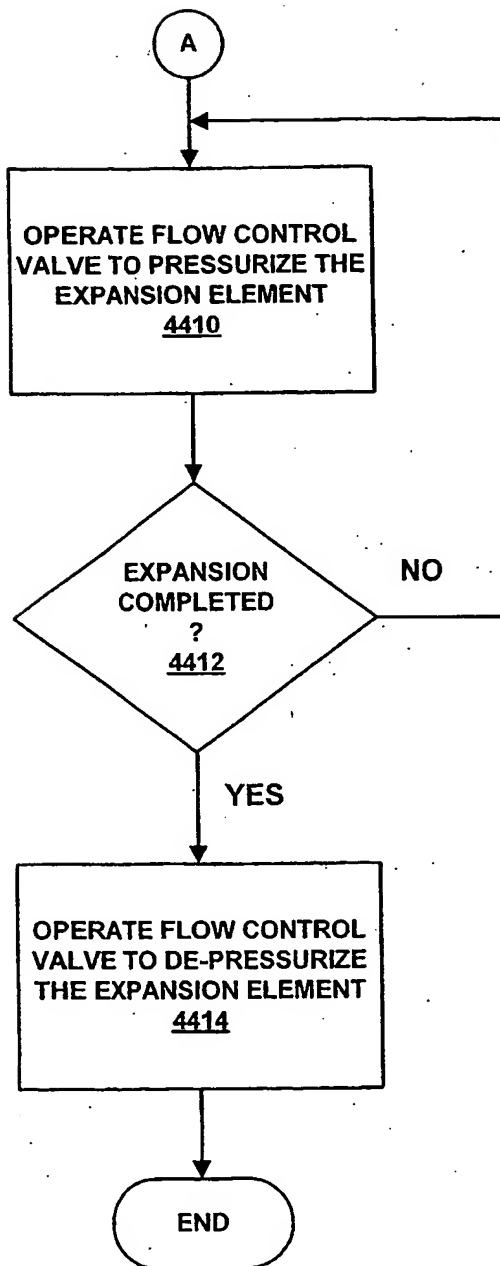 A
OPERATE FLOW CONTROL
VALVE TO PRESSURIZE THE
EXPANSION ELEMENT
4410
EXPANSION
COMPLETED
?
4412
NO
YES
OPERATE FLOW CONTROL
VALVE TO DE-PRESSURIZE
THE EXPANSION ELEMENT
4414
END